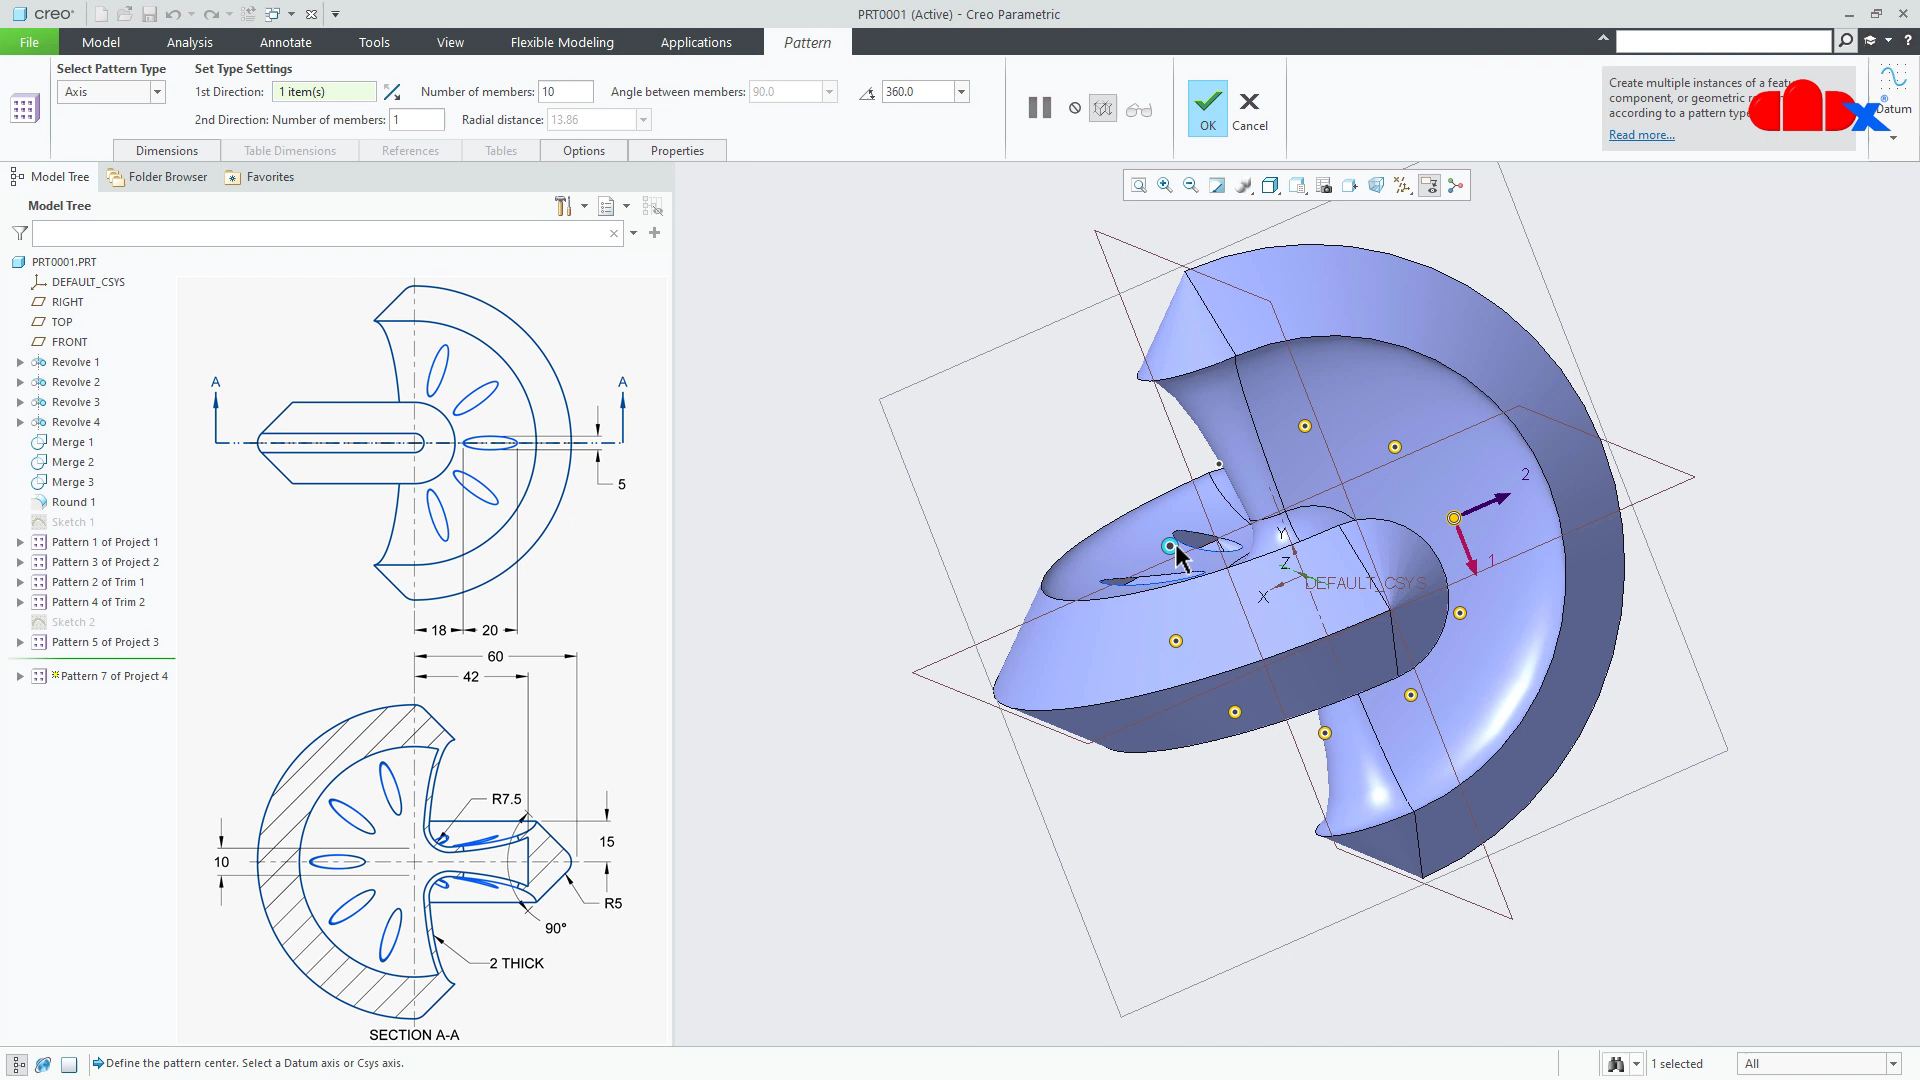 creo
PRT0001 (Active) - Creo Parametric
File Model Analysis Annotate Tools View Flexible Modeling Applications Pattern
Select Pattern Type
Axis
Set Type Settings
1st Direction: 1 item(s) Number of members: 10 Angle between members: 90.0 360.0
2nd Direction: Number of members: 1 Radial distance: 13.86
OK Cancel
Create multiple instances of a
component, or geometric
according to a pattern type
Read more...
Datum
Dimensions Table Dimensions References Tables Options Properties
Model Tree Folder Browser Favorites
Model Tree
PRT0001.PRT
DEFAULT_CSYS
RIGHT
TOP
FRONT
Revolve 1
Revolve 2
Revolve 3
Revolve 4
Merge 1
Merge 2
Merge 3
Round 1
Sketch 1
Pattern 1 of Project 1
Pattern 3 of Project 2
Pattern 2 of Trim 1
Pattern 4 of Trim 2
Sketch 2
Pattern 5 of Project 3
Pattern 7 of Project 4
A A
5
18 20
60
42
R7.5
15
10
R5
90°
2 THICK
SECTION A-A
2
1
Y
Z
X
DEFAULT_CSYS
Define the pattern center. Select a Datum axis or Csys axis.
1 selected
All